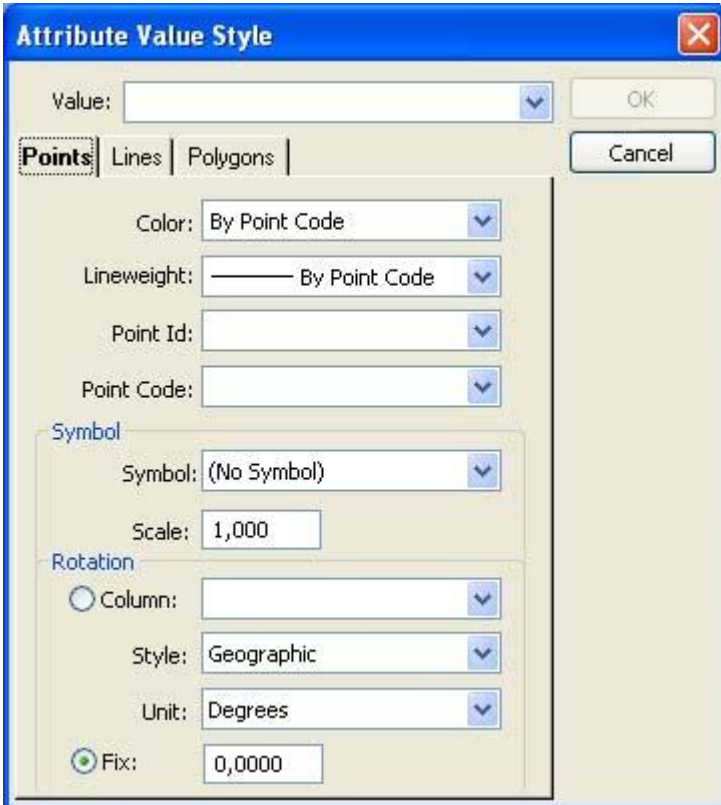 Attribute Value Style
Value:
OK
Points Lines Polygons
Cancel
Color: By Point Code
Lineweight: By Point Code
Point Id:
Point Code:
Symbol
Symbol: (No Symbol)
Scale: 1,000
Rotation
Column:
Style: Geographic
Unit: Degrees
Fix: 0,0000